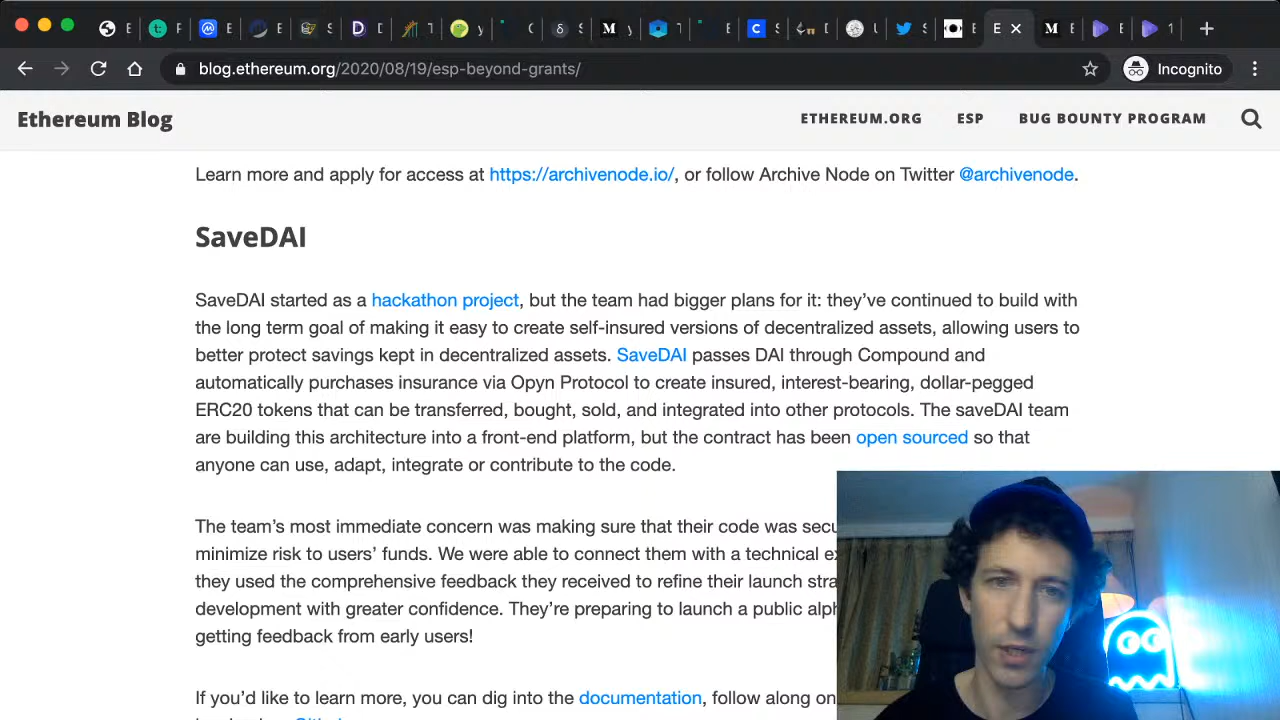 blog.ethereum.org/2020/08/19/esp-beyond-grants/
Incognito
Ethereum Blog
ETHEREUM.ORG
ESP
BUG BOUNTY PROGRAM
Learn more and apply for access at https://archivenode.io/, or follow Archive Node on Twitter @archivenode.
SaveDAI
SaveDAI started as a hackathon project, but the team had bigger plans for it: they’ve continued to build with
the long term goal of making it easy to create self-insured versions of decentralized assets, allowing users to
better protect savings kept in decentralized assets. SaveDAI passes DAI through Compound and
automatically purchases insurance via Opyn Protocol to create insured, interest-bearing, dollar-pegged
ERC20 tokens that can be transferred, bought, sold, and integrated into other protocols. The saveDAI team
are building this architecture into a front-end platform, but the contract has been open sourced so that
anyone can use, adapt, integrate or contribute to the code.
The team’s most immediate concern was making sure that their code was secu
minimize risk to users’ funds. We were able to connect them with a technical ex
they used the comprehensive feedback they received to refine their launch stra
development with greater confidence. They’re preparing to launch a public alph
getting feedback from early users!
If you’d like to learn more, you can dig into the documentation, follow along on